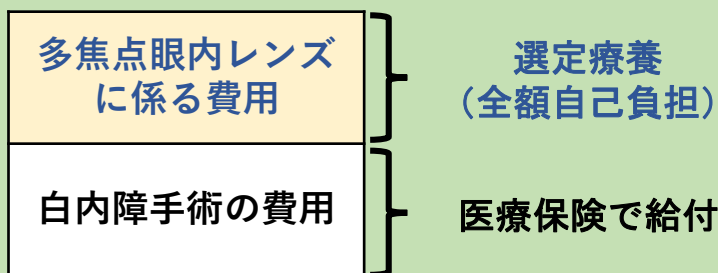 多焦点眼内レンズ
に係る費用
選定療養
（全額自己負担）
白内障手術の費用
医療保険で給付